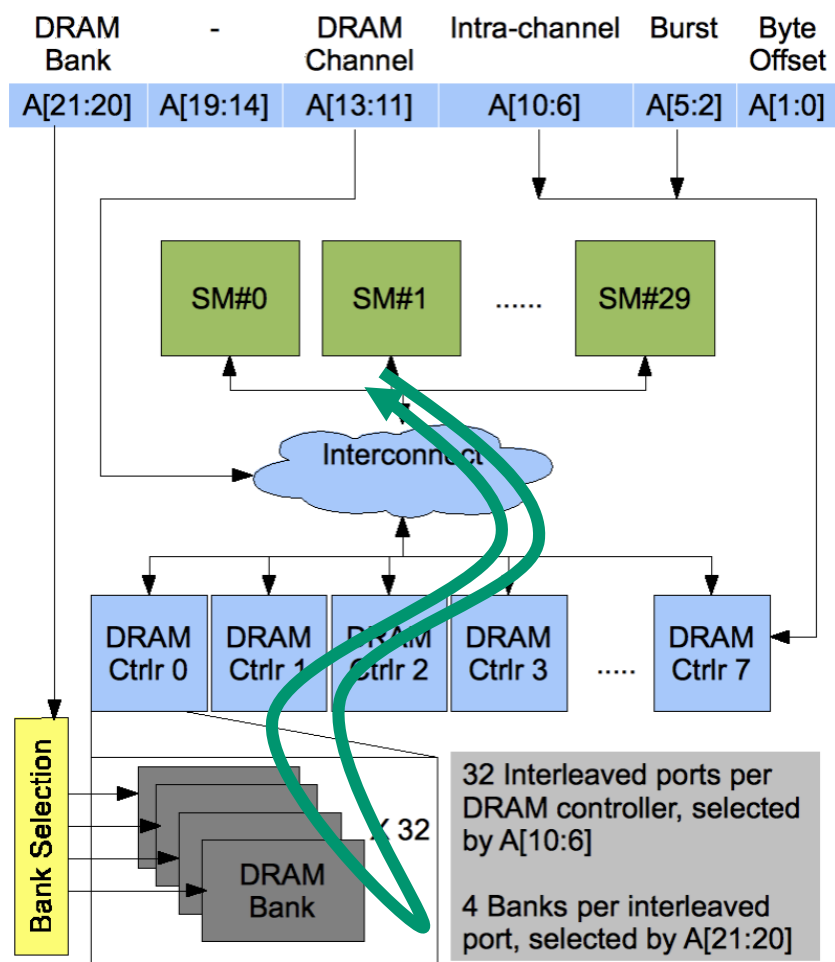 DRAM Bank
-
DRAM Channel
Intra-channel
Burst
Byte Offset
A[21:20]
A[19:14]
A[13:11]
A[10:6]
A[5:2]
A[1:0]
SM#0
SM#1
......
SM#29
Interconnect
DRAM
Ctrlr 0
DRAM
Ctrlr 1
DRAM
Ctrlr 2
DRAM
Ctrlr 3
.....
DRAM
Ctrlr 7
Bank Selection
X 32
DRAM
Bank
32 Interleaved ports per
DRAM controller, selected
by A[10:6]
4 Banks per interleaved
port, selected by A[21:20]